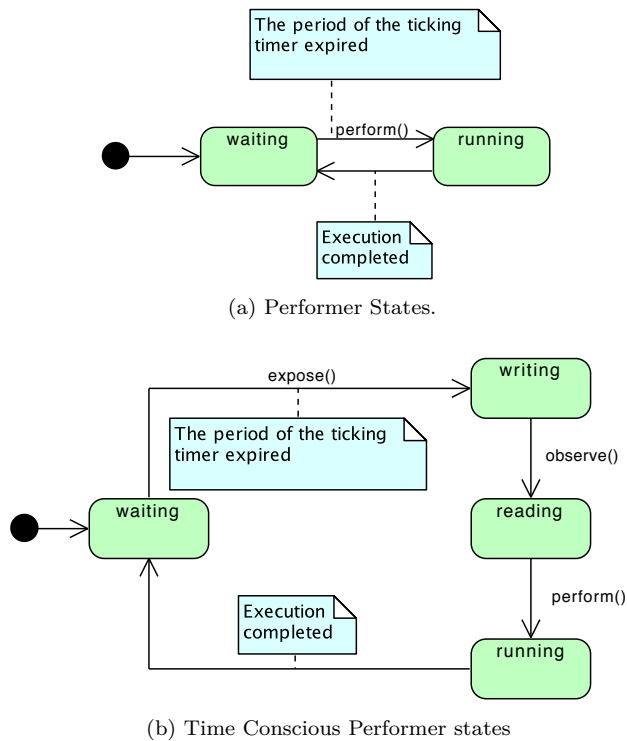 The period of the ticking
timer expired
waiting
perform()
running
Execution
completed
(a) Performer States.
expose()
writing
The period of the ticking
timer expired
observe()
waiting
reading
perform()
Execution
completed
running
(b) Time Conscious Performer states